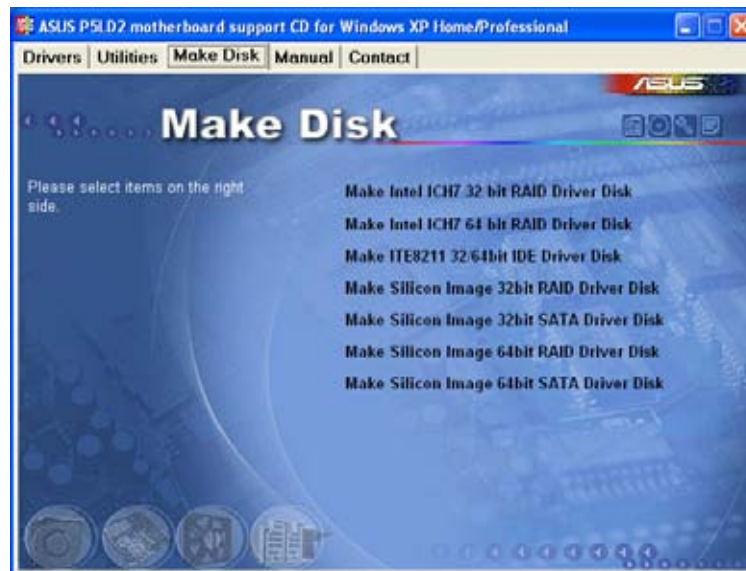 ASUS P5LD2 motherboard support CD for Windows XP Home/Professional
Drivers Utilities Make Disk Manual Contact
ASUS
Make Disk
Please select items on the right
side.
Make Intel ICH7 32 bit RAID Driver Disk
Make Intel ICH7 64 bit RAID Driver Disk
Make ITE8211 32/64bit IDE Driver Disk
Make Silicon Image 32bit RAID Driver Disk
Make Silicon Image 32bit SATA Driver Disk
Make Silicon Image 64bit RAID Driver Disk
Make Silicon Image 64bit SATA Driver Disk